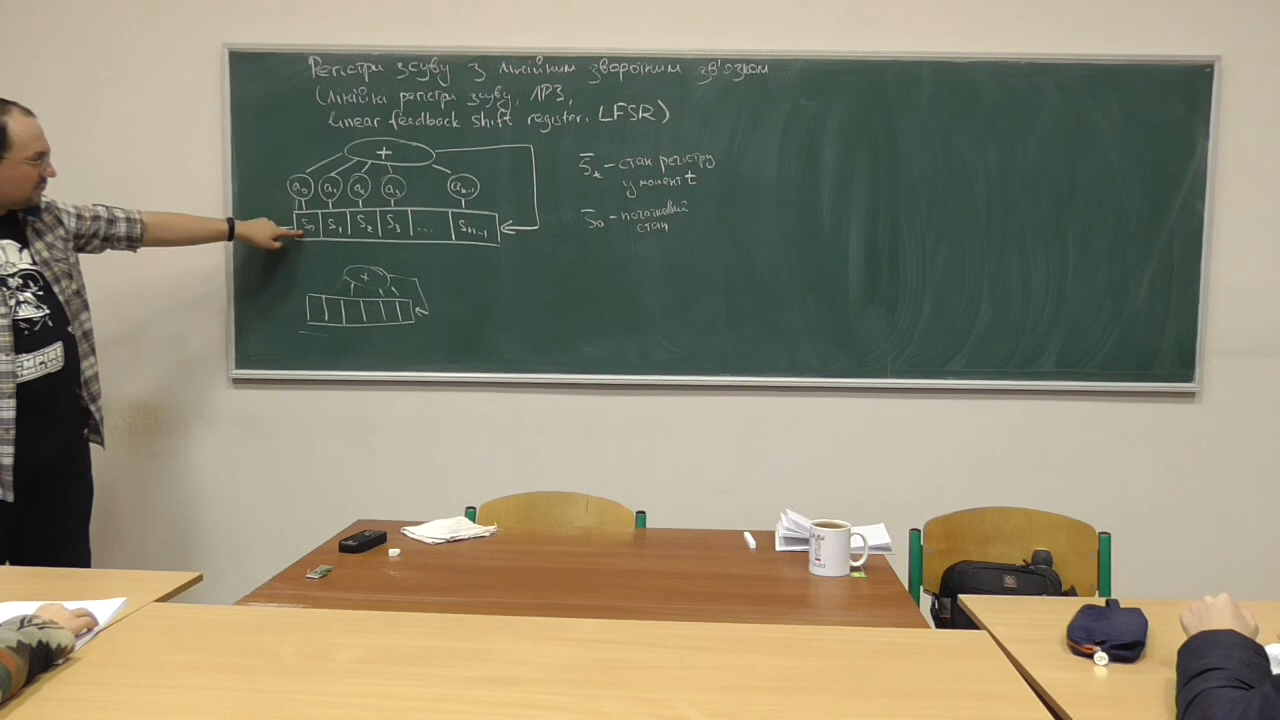 Регістри зсуву з лінійним зворотним зв'язком
(лінійні регістри зсуву, ЛРЗ,
linear feedback shift register, LFSR)
+
a₀ a₁ a₂ a₃ aₙ₋₁
S₀ S₁ S₂ S₃ ... Sₙ₋₁
S̄ₜ – стан регістру
у момент t
S̄₀ – початковий
стан
+
EMPIRE